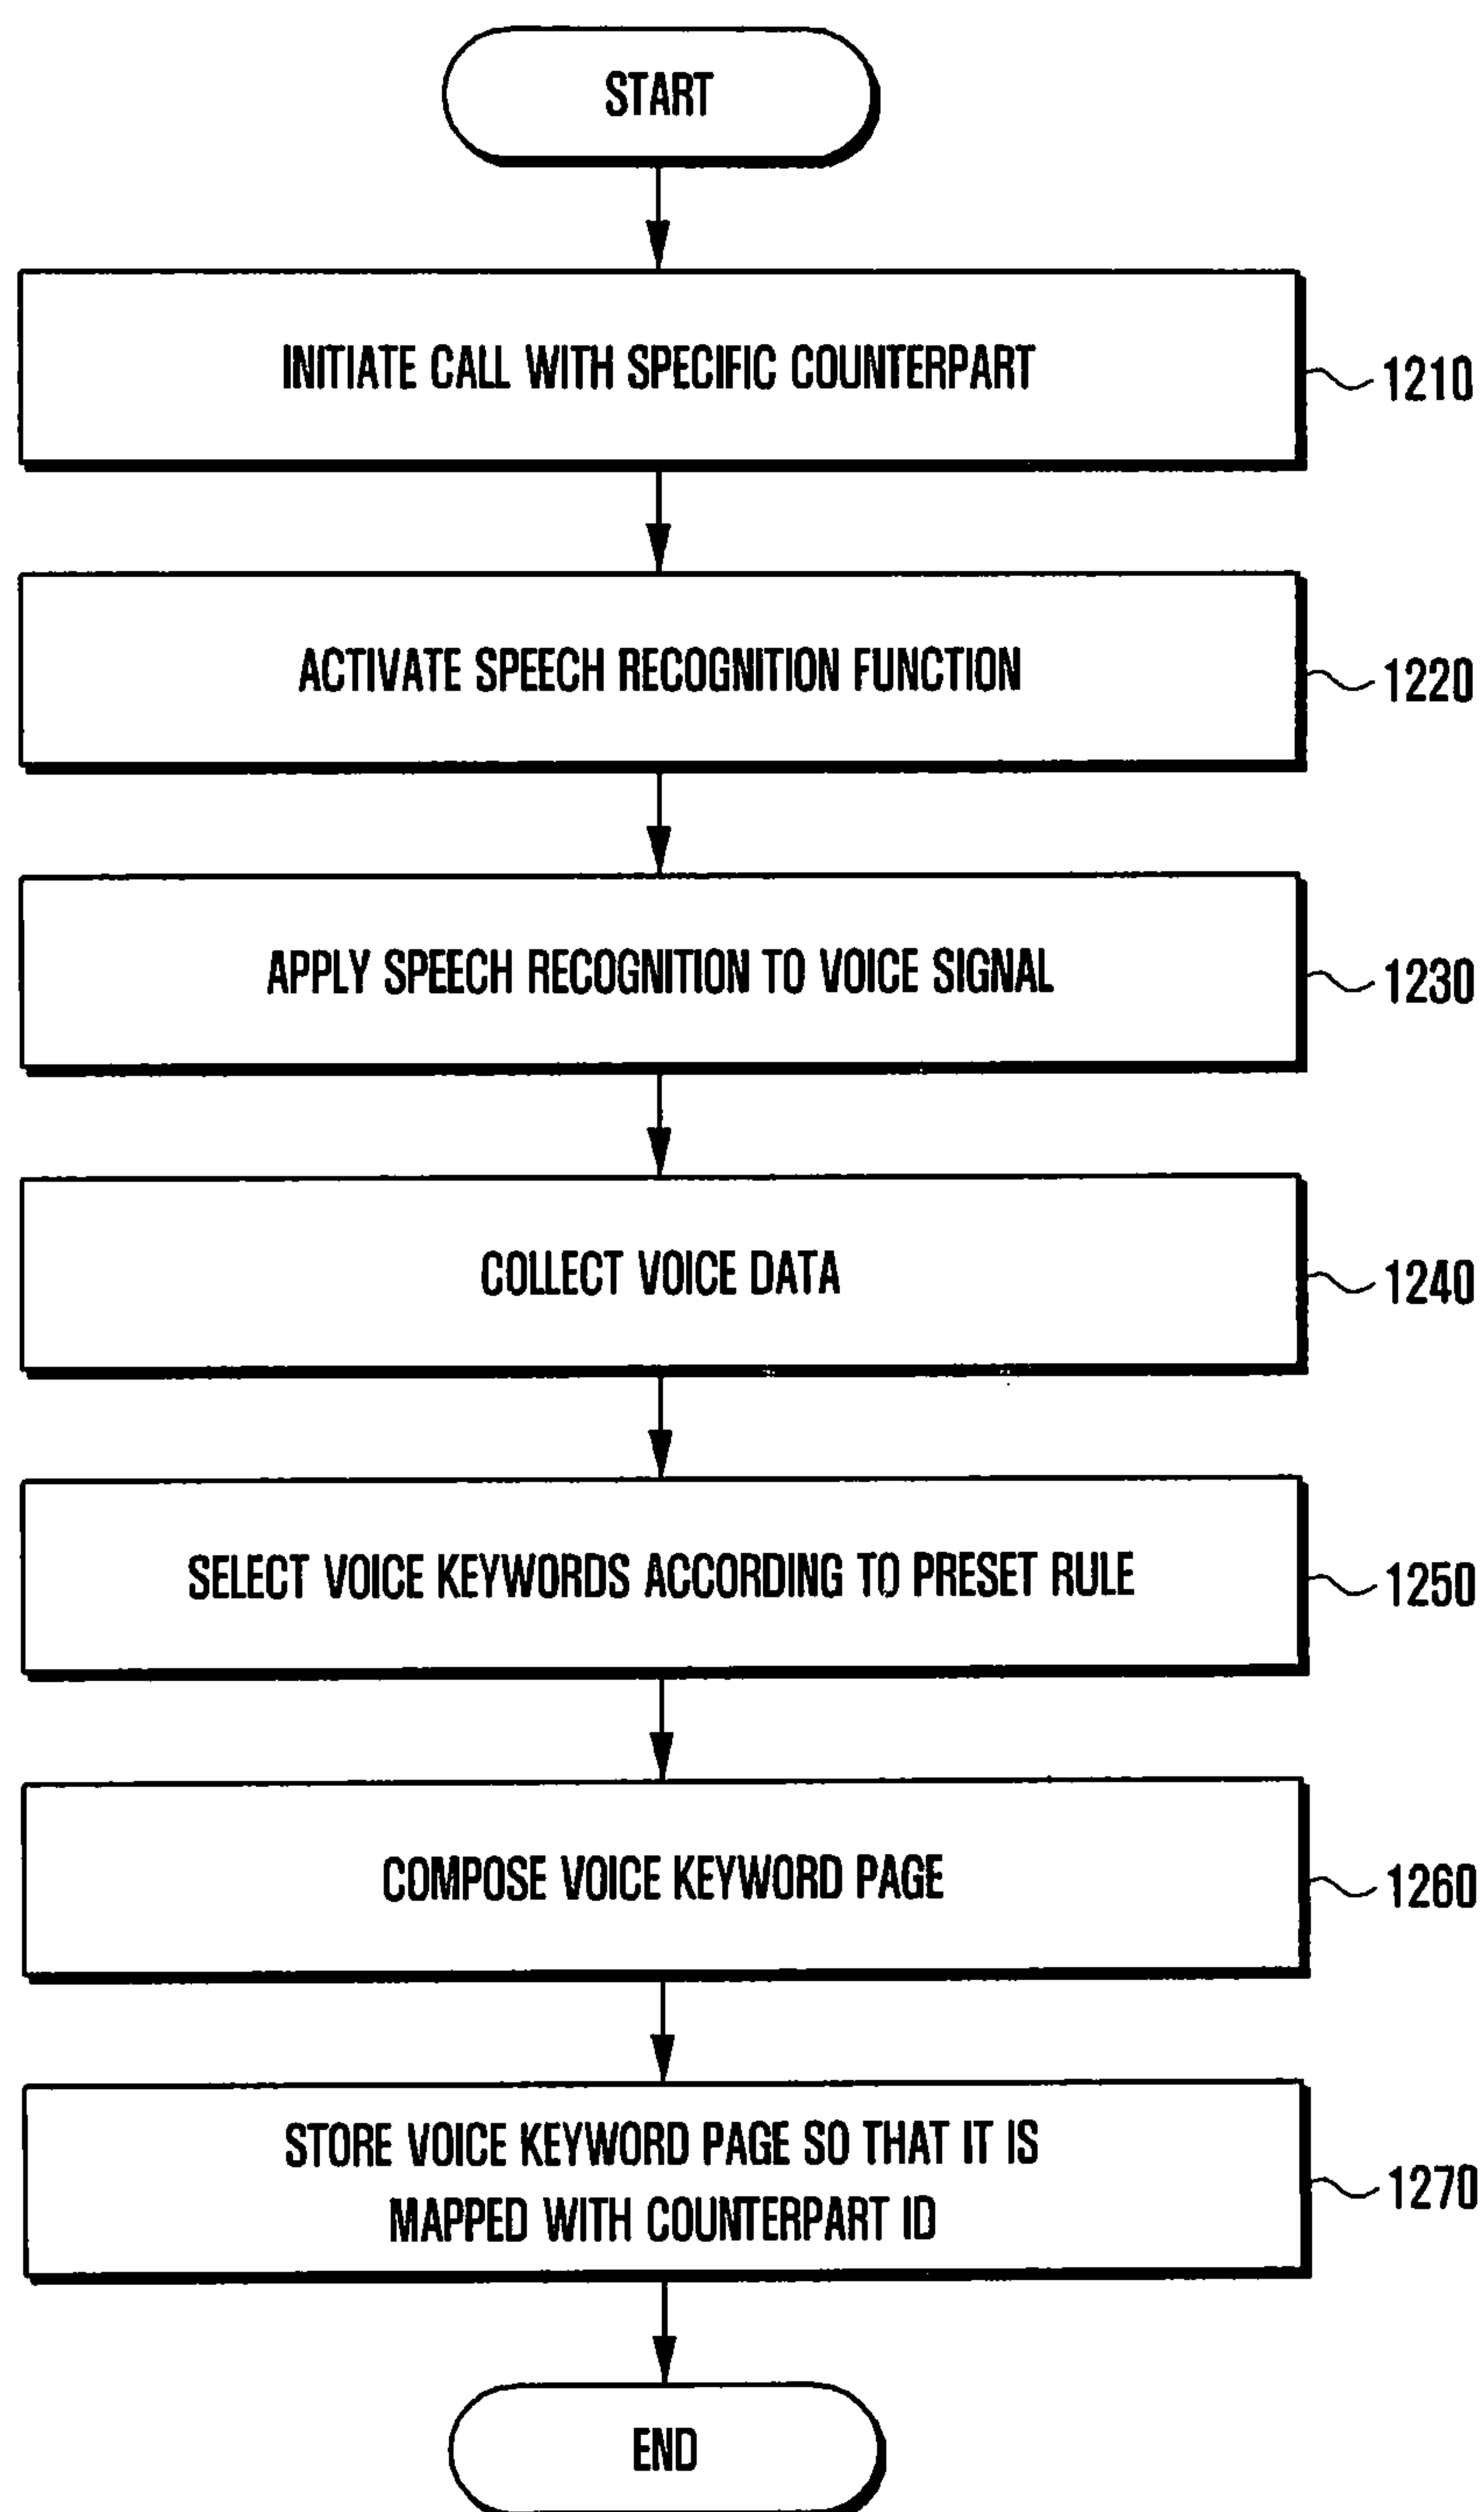 START
INITIATE CALL WITH SPECIFIC COUNTERPART
1210
ACTIVATE SPEECH RECOGNITION FUNCTION
1220
APPLY SPEECH RECOGNITION TO VOICE SIGNAL
1230
COLLECT VOICE DATA
1240
SELECT VOICE KEYWORDS ACCORDING TO PRESET RULE
1250
COMPOSE VOICE KEYWORD PAGE
1260
STORE VOICE KEYWORD PAGE SO THAT IT IS
MAPPED WITH COUNTERPART ID
1270
END